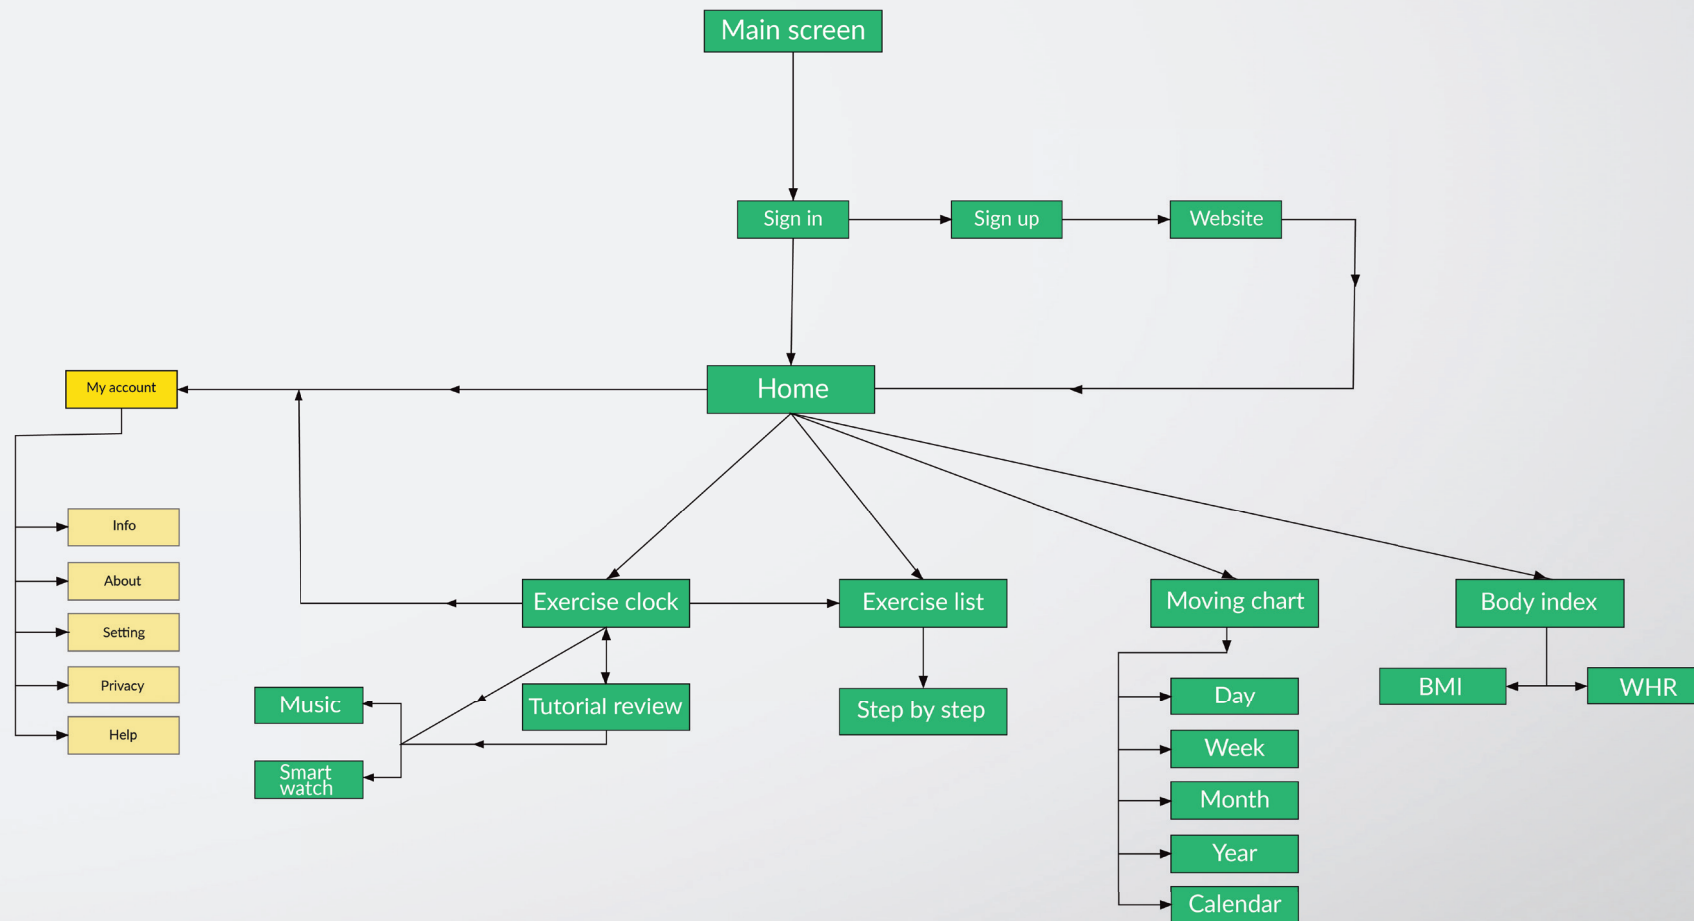 Main screen
Sign in
Sign up
Website
My account
Home
Info
About
Setting
Privacy
Help
Exercise clock
Exercise list
Moving chart
Body index
Music
Tutorial review
Smart
watch
Step by step
Day
Week
Month
Year
Calendar
BMI
WHR